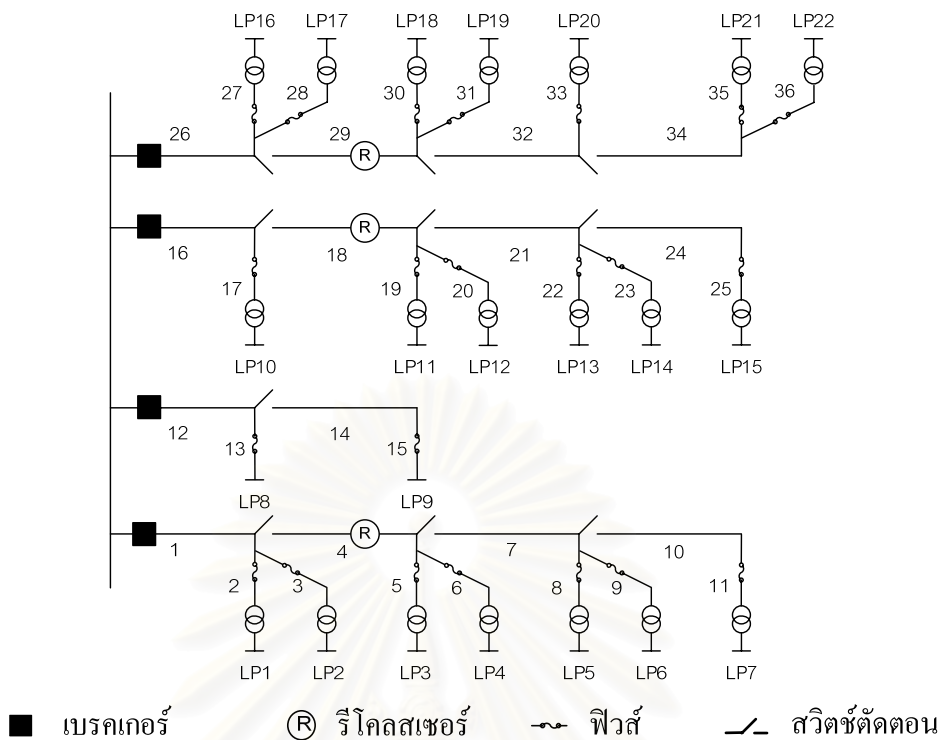 LP16 LP17 LP18 LP19 LP20 LP21 LP22
27 28 30 31 33 35 36
26 29 32 34
R
R
16 18 21 24
17 19 20 22 23 25
LP10 LP11 LP12 LP13 LP14 LP15
12 13 14 15
LP8 LP9
R
1 4 7 10
2 3 5 6 8 9 11
LP1 LP2 LP3 LP4 LP5 LP6 LP7
เบรคเกอร์ R รีโคลสเซอร์ ฟิวส์ สวิตช์ตัดตอน